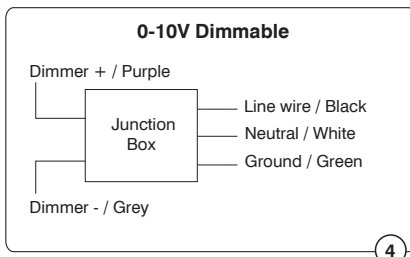 0-10V Dimmable
Dimmer + / Purple
Junction
Box
Line wire / Black
Neutral / White
Ground / Green
Dimmer - / Grey
4